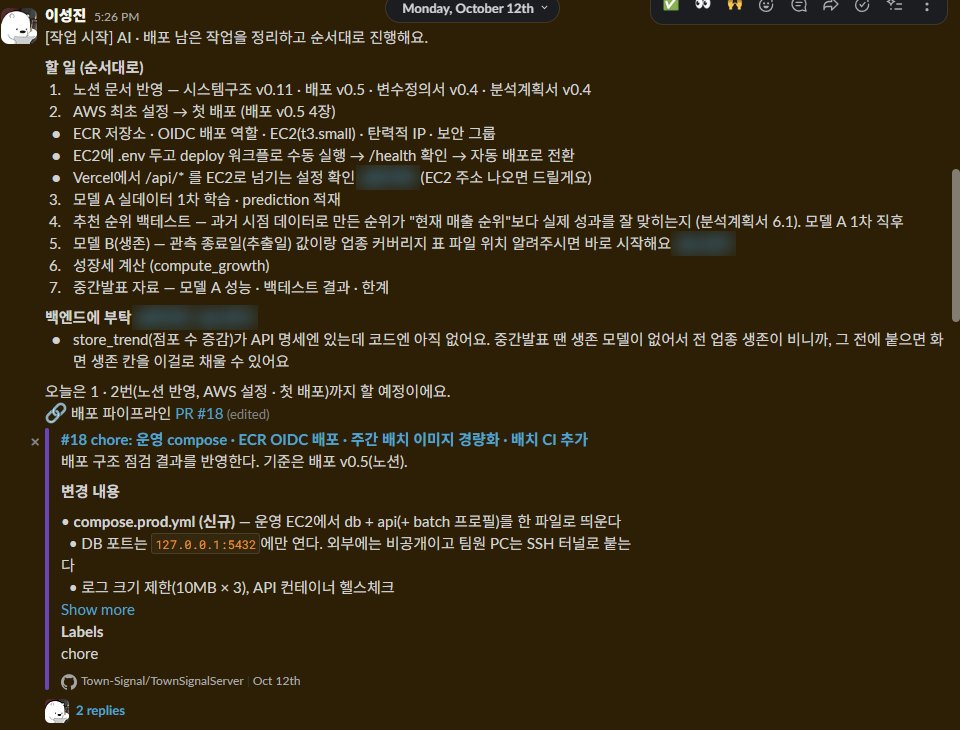 Monday, October 12th
이성진 5:26 PM
[작업 시작] AI · 배포 남은 작업을 정리하고 순서대로 진행해요.
할 일 (순서대로)
1. 노션 문서 반영 — 시스템구조 v0.11 · 배포 v0.5 · 변수정의서 v0.4 · 분석계획서 v0.4
2. AWS 최초 설정 → 첫 배포 (배포 v0.5 4장)
• ECR 저장소 · OIDC 배포 역할 · EC2(t3.small) · 탄력적 IP · 보안 그룹
• EC2에 .env 두고 deploy 워크플로 수동 실행 → /health 확인 → 자동 배포로 전환
• Vercel에서 /api/* 를 EC2로 넘기는 설정 확인 (EC2 주소 나오면 드릴게요)
3. 모델 A 실데이터 1차 학습 · prediction 적재
4. 추천 순위 백테스트 — 과거 시점 데이터로 만든 순위가 "현재 매출 순위"보다 실제 성과를 잘 맞히는지 (분석계획서 6.1). 모델 A 1차 직후
5. 모델 B(생존) — 관측 종료일(추출일) 값이랑 업종 커버리지 표 파일 위치 알려주시면 바로 시작해요
6. 성장세 계산 (compute_growth)
7. 중간발표 자료 — 모델 A 성능 · 백테스트 결과 · 한계
백엔드에 부탁
• store_trend(점포 수 증감)가 API 명세엔 있는데 코드엔 아직 없어요. 중간발표 땐 생존 모델이 없어서 전 업종 생존이 비니까, 그 전에 붙으면 화
면 생존 칸을 이걸로 채울 수 있어요
오늘은 1 · 2번(노션 반영, AWS 설정 · 첫 배포)까지 할 예정이에요.
배포 파이프라인 PR #18 (edited)
#18 chore: 운영 compose · ECR OIDC 배포 · 주간 배치 이미지 경량화 · 배치 CI 추가
배포 구조 점검 결과를 반영한다. 기준은 배포 v0.5(노션).
변경 내용
• compose.prod.yml (신규) — 운영 EC2에서 db + api(+ batch 프로필)를 한 파일로 띄운다
• DB 포트는 127.0.0.1:5432에만 연다. 외부에는 비공개이고 팀원 PC는 SSH 터널로 붙는
다
• 로그 크기 제한(10MB × 3), API 컨테이너 헬스체크
Show more
Labels
chore
Town-Signal/TownSignalServer Oct 12th
2 replies